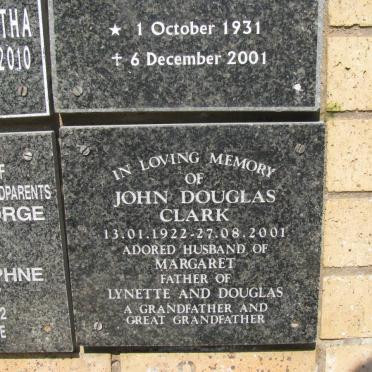 THA
2010
★ 1 October 1931
✝ 6 December 2001
F
DPARENTS
RGE
PHNE
2
E
IN LOVING MEMORY
OF
JOHN DOUGLAS
CLARK
13.01.1922-27.08.2001
ADORED HUSBAND OF
MARGARET
FATHER OF
LYNETTE AND DOUGLAS
A GRANDFATHER AND
GREAT GRANDFATHER